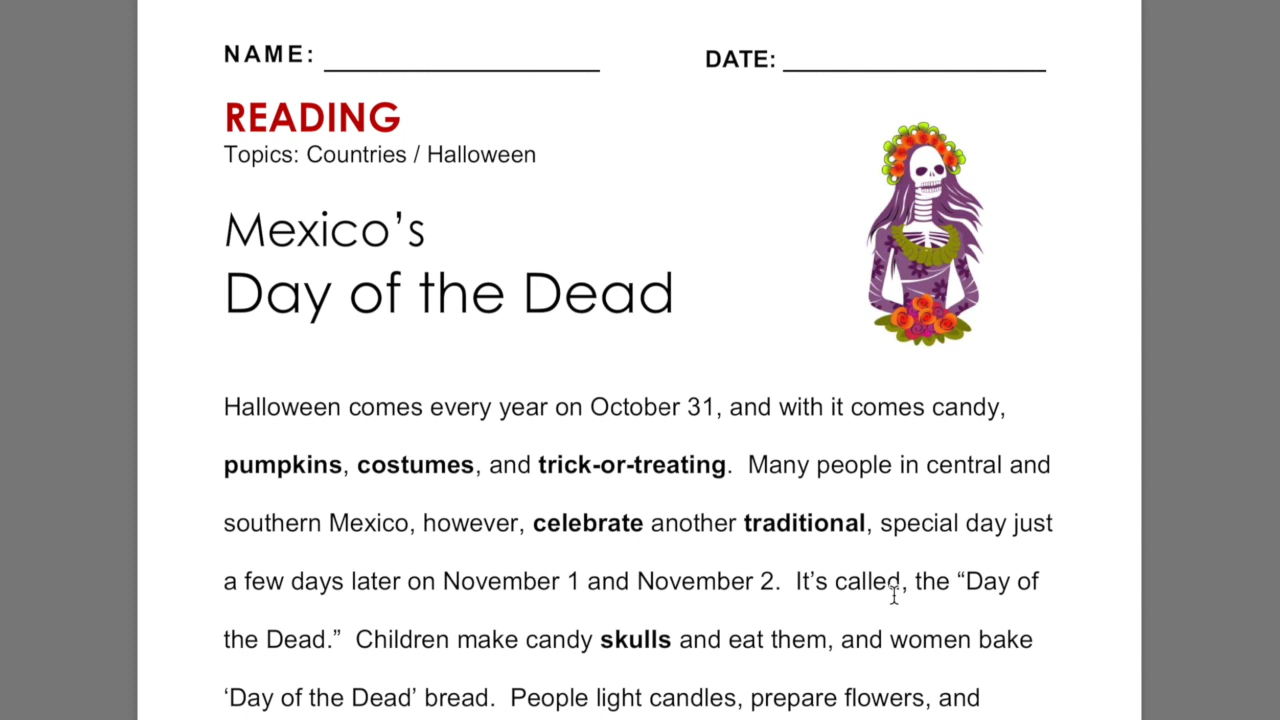 NAME: ____________________ DATE: ____________________
READING
Topics: Countries / Halloween
Mexico’s
Day of the Dead
Halloween comes every year on October 31, and with it comes candy,
pumpkins, costumes, and trick-or-treating.  Many people in central and
southern Mexico, however, celebrate another traditional, special day just
a few days later on November 1 and November 2.  It’s called, the “Day of
the Dead.”  Children make candy skulls and eat them, and women bake
‘Day of the Dead’ bread.  People light candles, prepare flowers, and